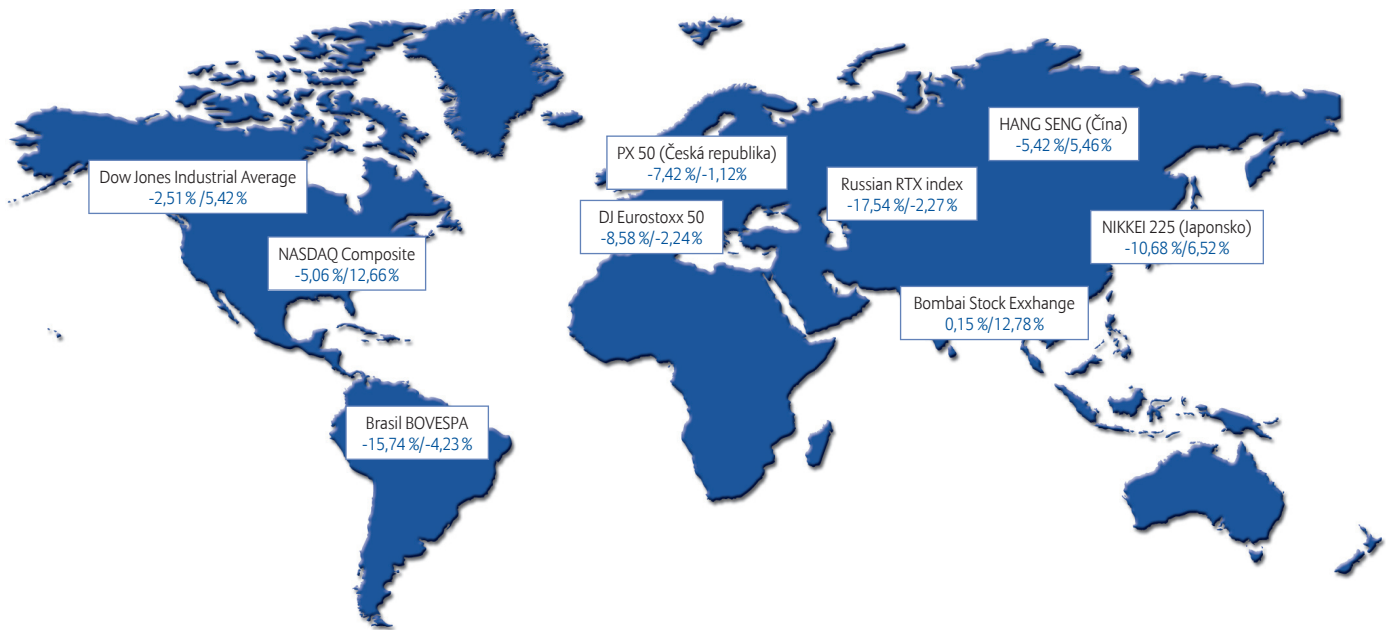 Dow Jones Industrial Average
-2,51 % /5,42 %
NASDAQ Composite
-5,06 %/12,66 %
Brasil BOVESPA
-15,74 %/-4,23 %
PX 50 (Česká republika)
-7,42 %/-1,12%
DJ Eurostoxx 50
-8,58 %/-2,24 %
Russian RTX index
-17,54 %/-2,27 %
HANG SENG (Čína)
-5,42 %/5,46 %
NIKKEI 225 (Japonsko)
-10,68 %/6,52 %
Bombai Stock Exxhange
0,15 %/12,78 %